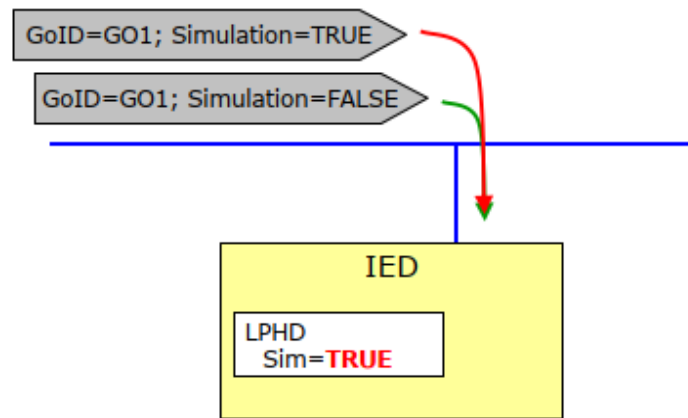 GoID=GO1; Simulation=TRUE
GoID=GO1; Simulation=FALSE
IED
LPHD
Sim=TRUE